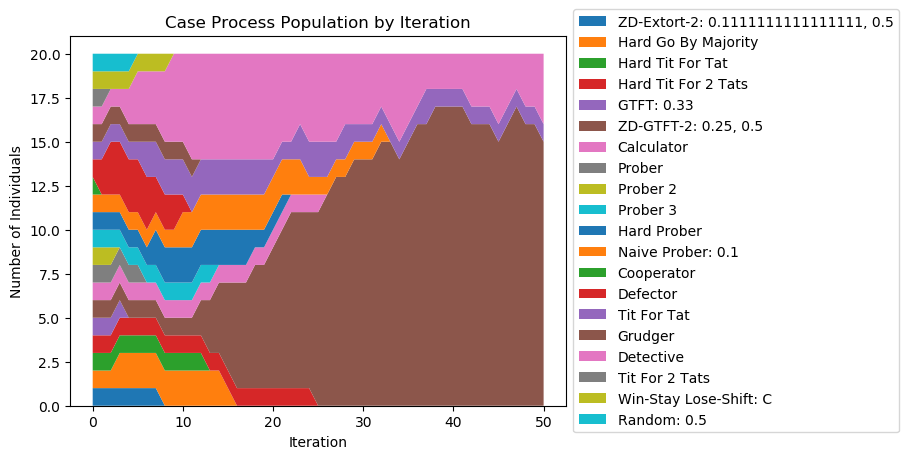 Case Process Population by Iteration
Number of Individuals
20.0
17.5
15.0
12.5
10.0
7.5
5.0
2.5
0.0
0
10
20
30
40
50
Iteration
ZD-Extort-2: 0.1111111111111111, 0.5
Hard Go By Majority
Hard Tit For Tat
Hard Tit For 2 Tats
GTFT: 0.33
ZD-GTFT-2: 0.25, 0.5
Calculator
Prober
Prober 2
Prober 3
Hard Prober
Naive Prober: 0.1
Cooperator
Defector
Tit For Tat
Grudger
Detective
Tit For 2 Tats
Win-Stay Lose-Shift: C
Random: 0.5